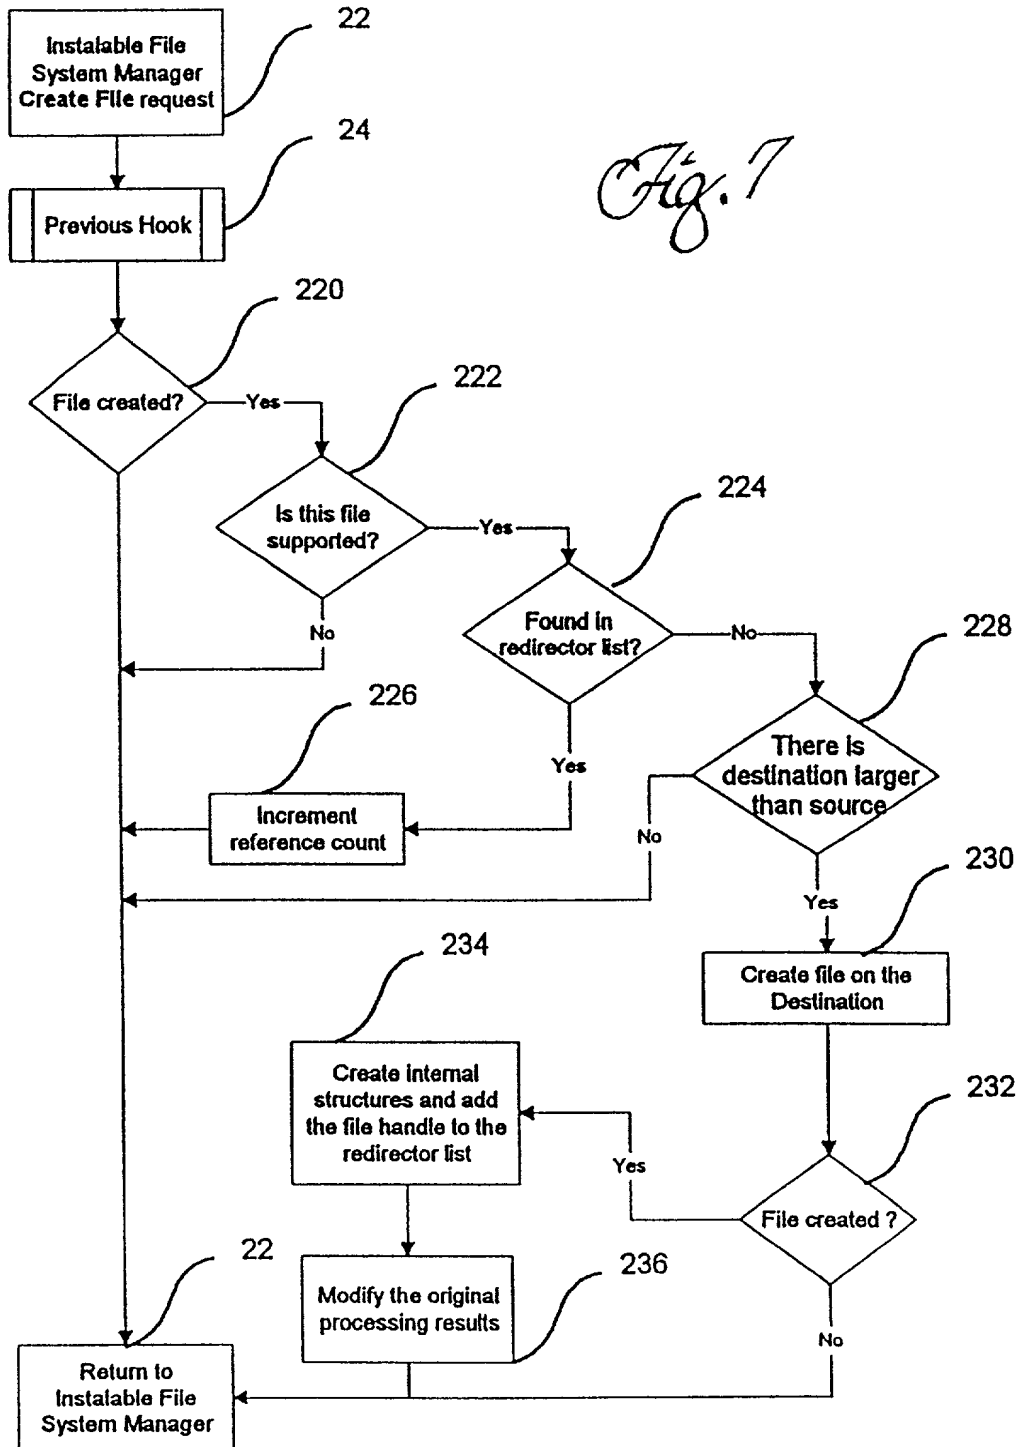 22
Instalable File
System Manager
Create File request
24
Fig. 7
Previous Hook
220
File created?
Yes
222
Is this file
supported?
Yes
No
224
Found in
redirector list?
No
Yes
226
Increment
reference count
228
There is
destination larger
than source
No
Yes
230
Create file on the
Destination
234
Create internal
structures and add
the file handle to the
redirector list
232
File created ?
Yes
No
236
Modify the original
processing results
22
Return to
Instalable File
System Manager